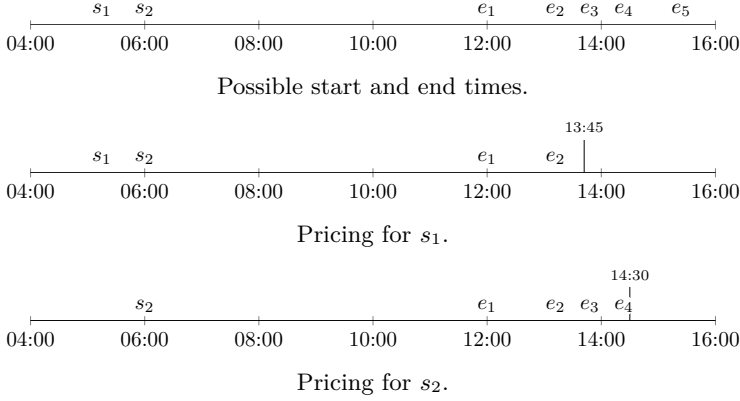 s₁ s₂ e₁ e₂ e₃ e₄ e₅
04:00 06:00 08:00 10:00 12:00 14:00 16:00
Possible start and end times.
13:45
s₁ s₂ e₁ e₂
04:00 06:00 08:00 10:00 12:00 14:00 16:00
Pricing for s₁.
14:30
s₂ e₁ e₂ e₃ e₄
04:00 06:00 08:00 10:00 12:00 14:00 16:00
Pricing for s₂.